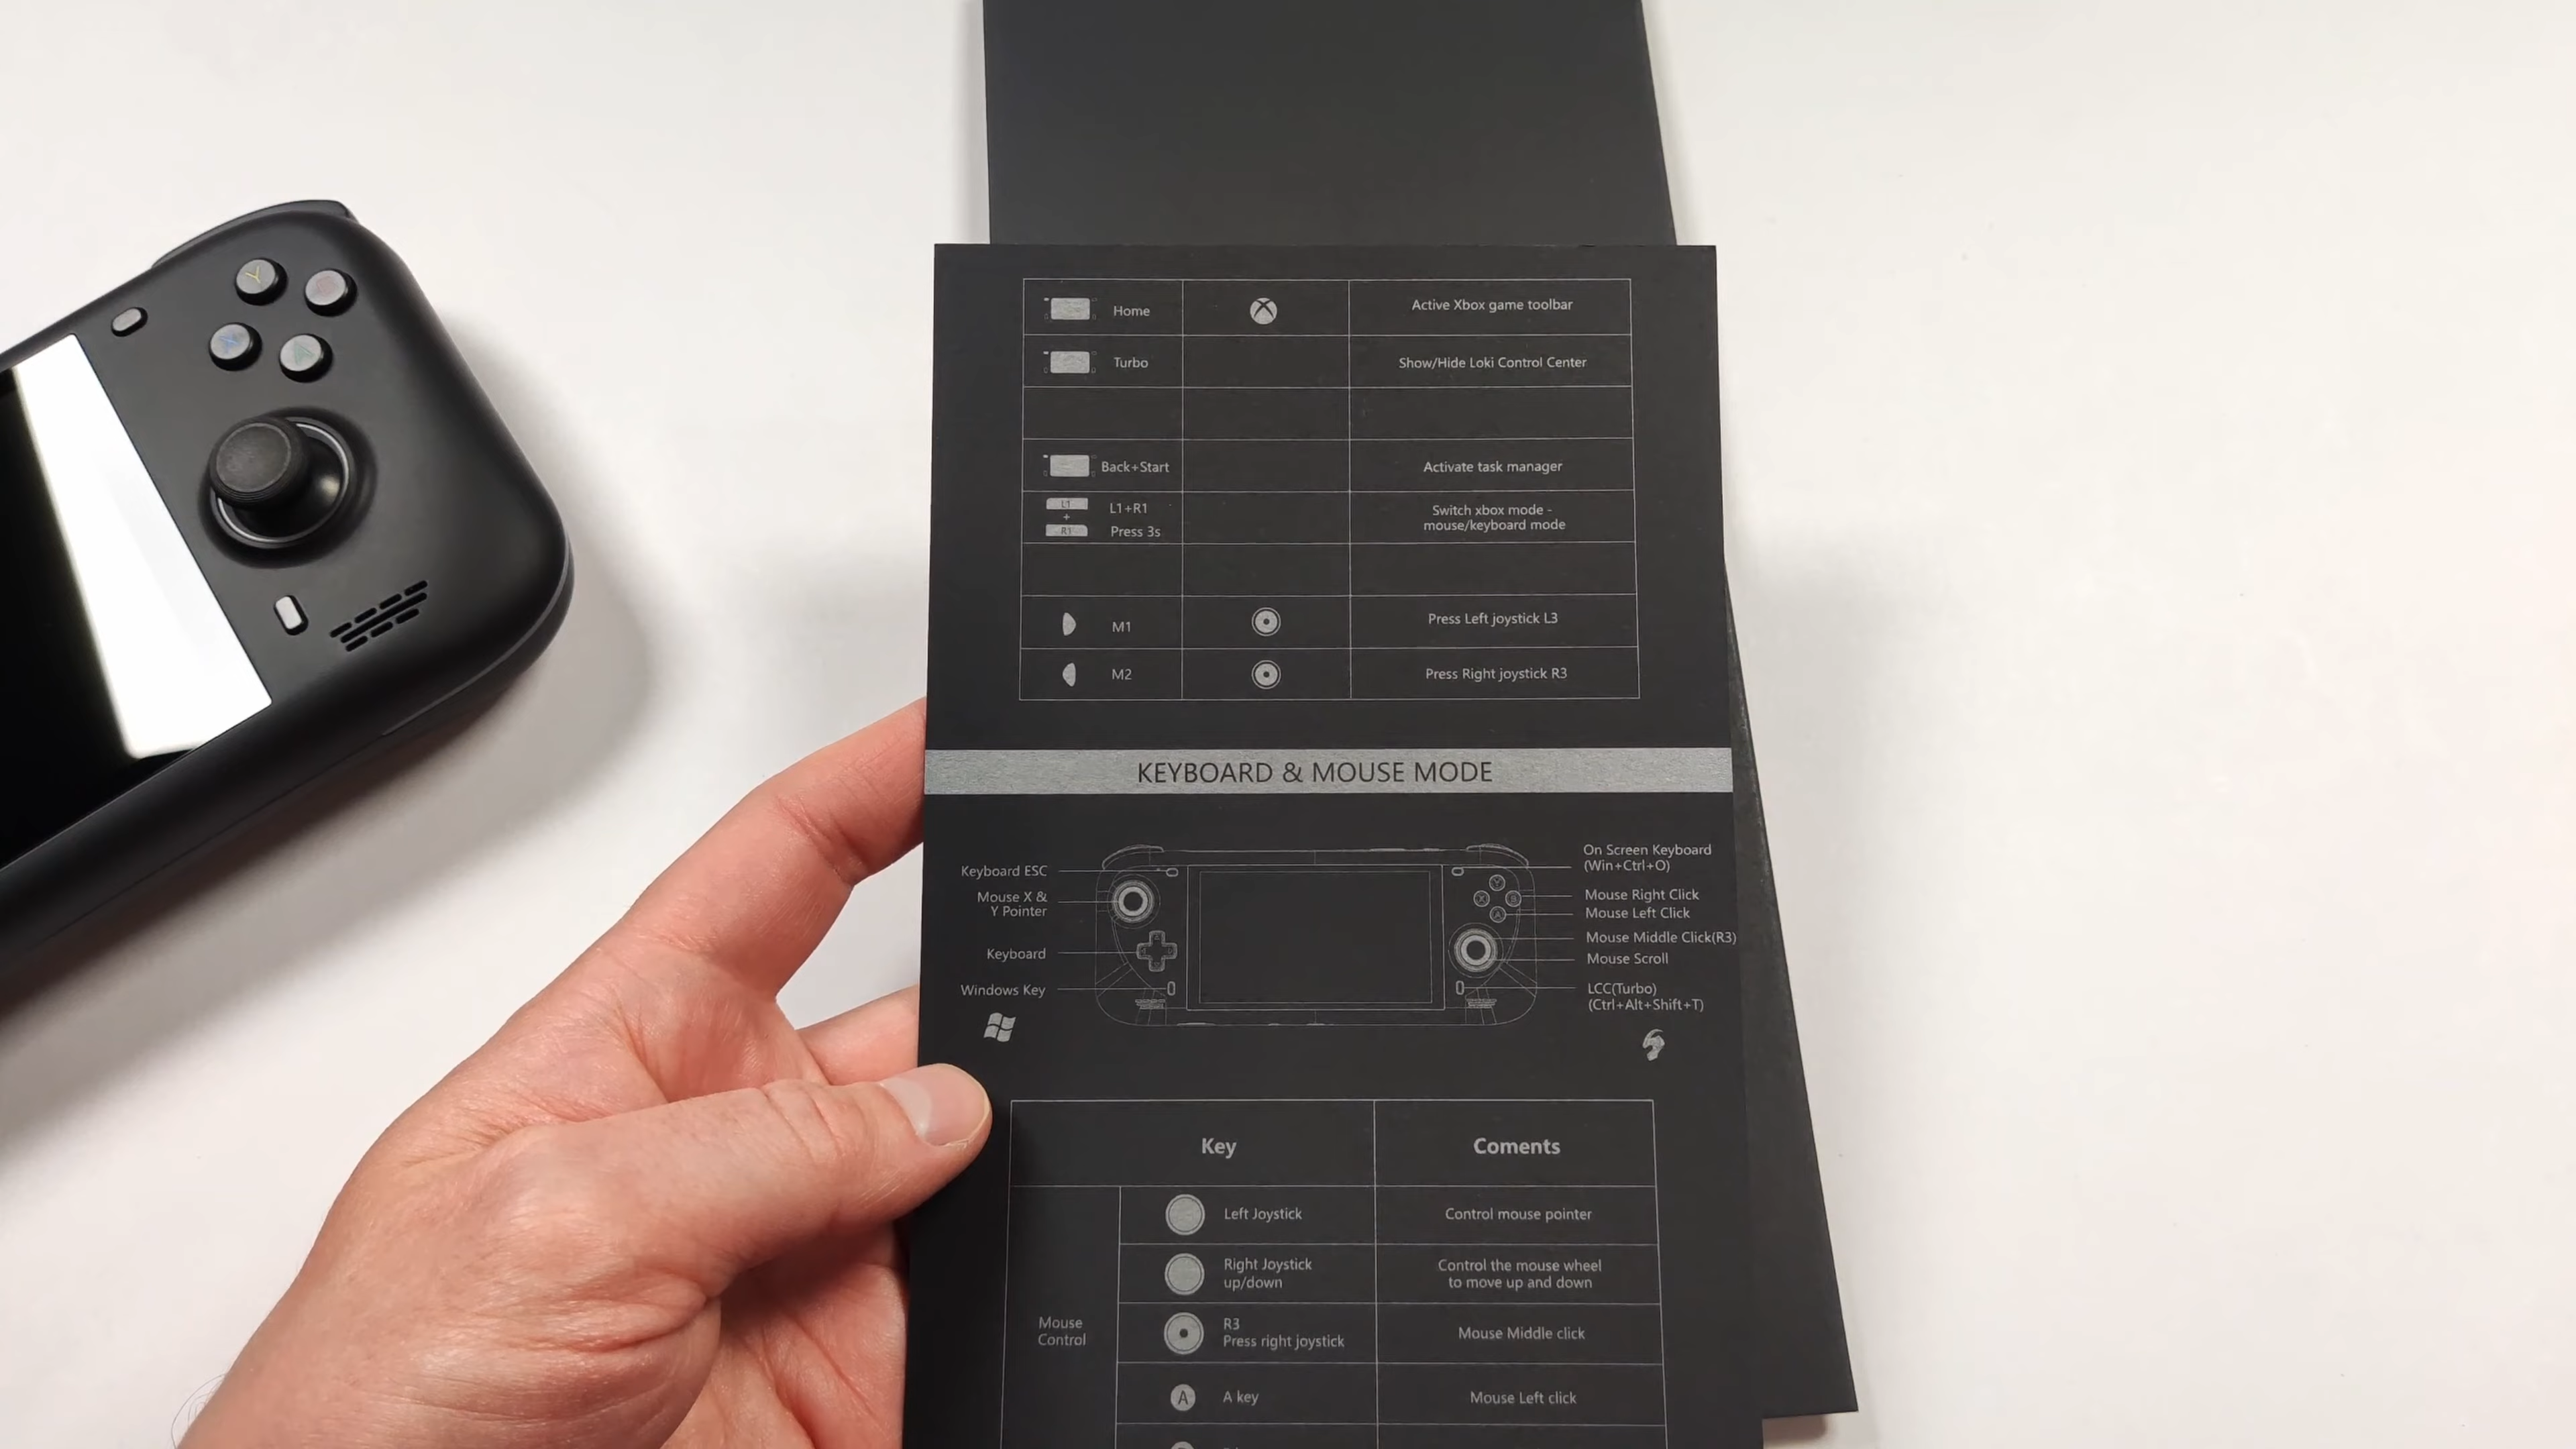 Y
Home
Active Xbox game toolbar
Turbo
Show/Hide Loki Control Center
Back+Start
Activate task manager
L1
+
R1
L1+R1
Press 3s
Switch xbox mode -
mouse/keyboard mode
M1
Press Left joystick L3
M2
Press Right joystick R3
KEYBOARD & MOUSE MODE
Keyboard ESC
Mouse X &
Y Pointer
Keyboard
Windows Key
Y
X
B
A
On Screen Keyboard
(Win+Ctrl+O)
Mouse Right Click
Mouse Left Click
Mouse Middle Click(R3)
Mouse Scroll
LCC(Turbo)
(Ctrl+Alt+Shift+T)
Key
Coments
Mouse
Control
Left Joystick
Control mouse pointer
Right Joystick
up/down
Control the mouse wheel
to move up and down
R3
Press right joystick
Mouse Middle click
A
A key
Mouse Left click